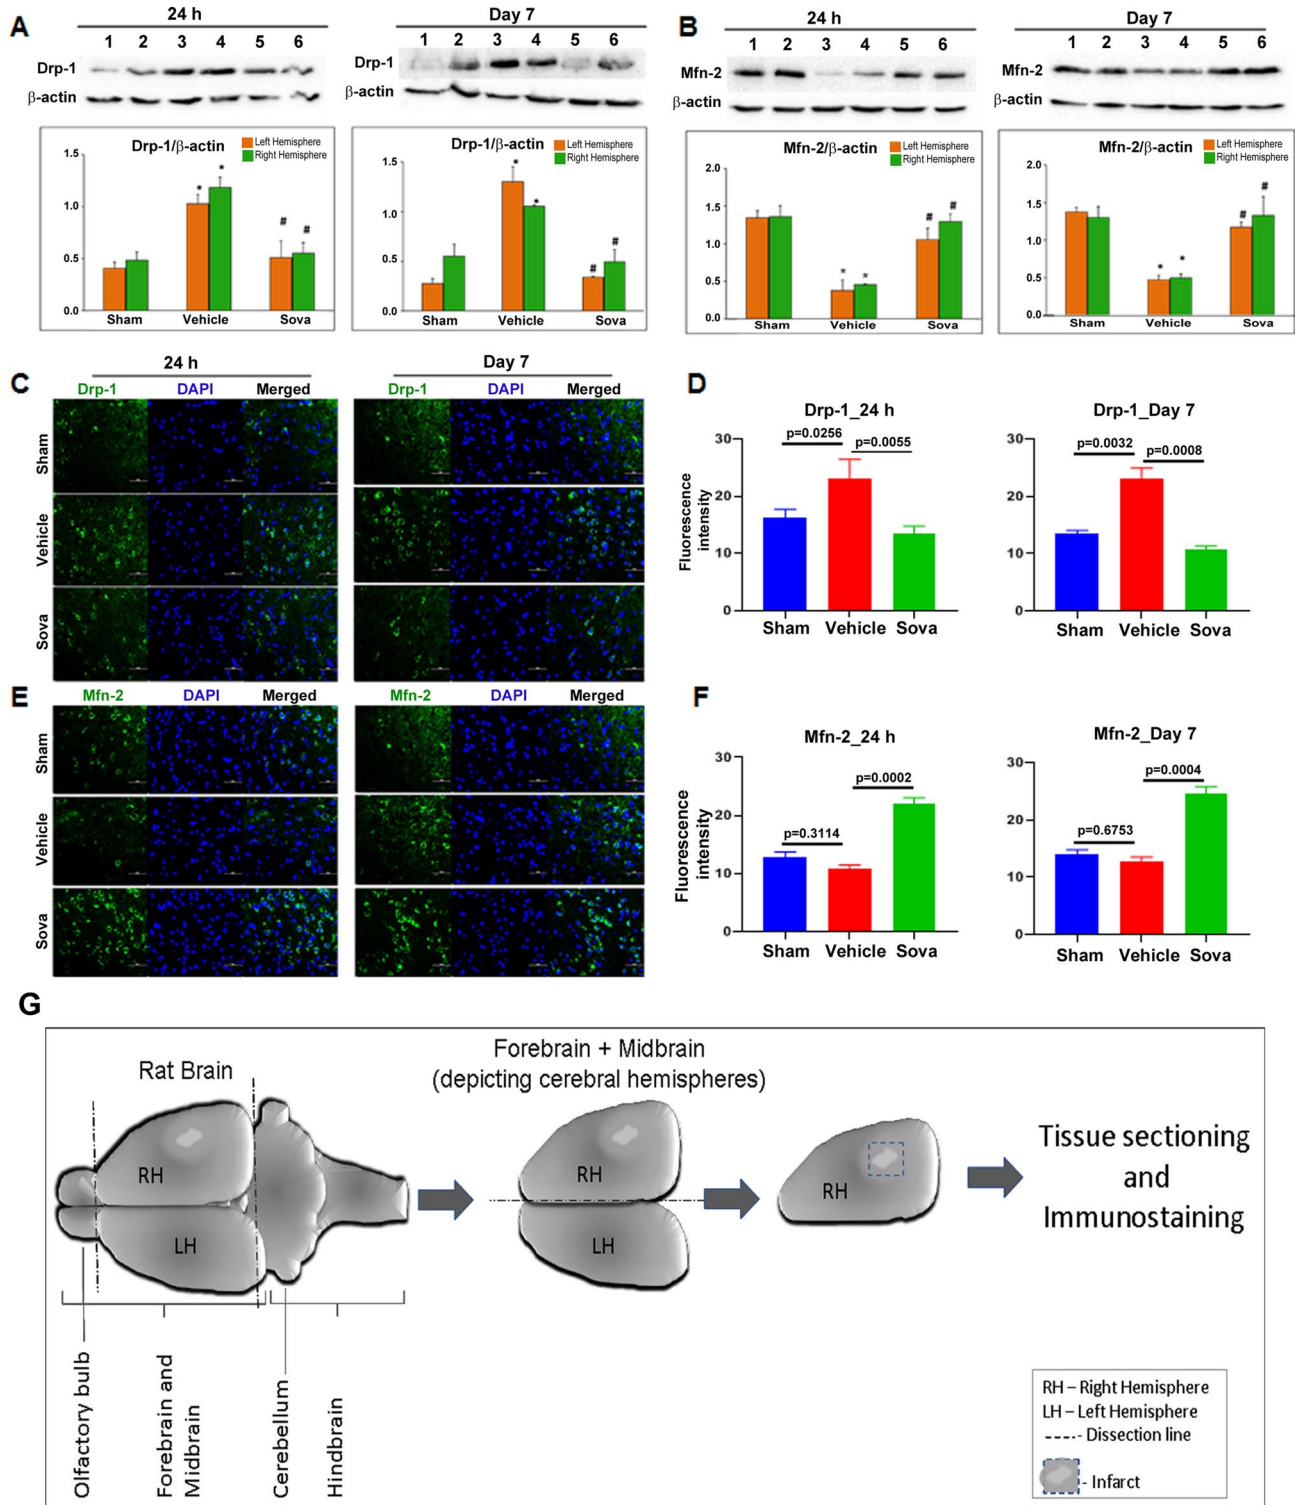 A
24 h
1 2 3 4 5 6
Drp-1
β-actin
Drp-1/β-actin
Left Hemisphere
Right Hemisphere
1.5
1.0
0.5
0.0
* *
# #
Sham Vehicle Sova
Day 7
1 2 3 4 5 6
Drp-1
β-actin
Drp-1/β-actin
Left Hemisphere
Right Hemisphere
1.5
1.0
0.5
0.0
* *
# #
Sham Vehicle Sova
B
24 h
1 2 3 4 5 6
Mfn-2
β-actin
Mfn-2/β-actin
Left Hemisphere
Right Hemisphere
2.0
1.5
1.0
0.5
0.0
* *
# #
Sham Vehicle Sova
Day 7
1 2 3 4 5 6
Mfn-2
β-actin
Mfn-2/β-actin
Left Hemisphere
Right Hemisphere
2.0
1.5
1.0
0.5
0.0
* *
# #
Sham Vehicle Sova
C
24 h
Day 7
Drp-1 DAPI Merged
Drp-1 DAPI Merged
Sham
Vehicle
Sova
D
Drp-1_24 h
Fluorescence
intensity
30
20
10
0
p=0.0256
p=0.0055
Sham Vehicle Sova
Drp-1_Day 7
30
20
10
0
p=0.0032
p=0.0008
Sham Vehicle Sova
E
Mfn-2 DAPI Merged
Mfn-2 DAPI Merged
Sham
Vehicle
Sova
F
Mfn-2_24 h
Fluorescence
intensity
30
20
10
0
p=0.3114
p=0.0002
Sham Vehicle Sova
Mfn-2_Day 7
30
20
10
0
p=0.6753
p=0.0004
Sham Vehicle Sova
G
Rat Brain
RH
LH
Olfactory bulb
Forebrain and
Midbrain
Cerebellum
Hindbrain
Forebrain + Midbrain
(depicting cerebral hemispheres)
RH
LH
RH
Tissue sectioning
and
Immunostaining
RH – Right Hemisphere
LH – Left Hemisphere
- Dissection line
- Infarct